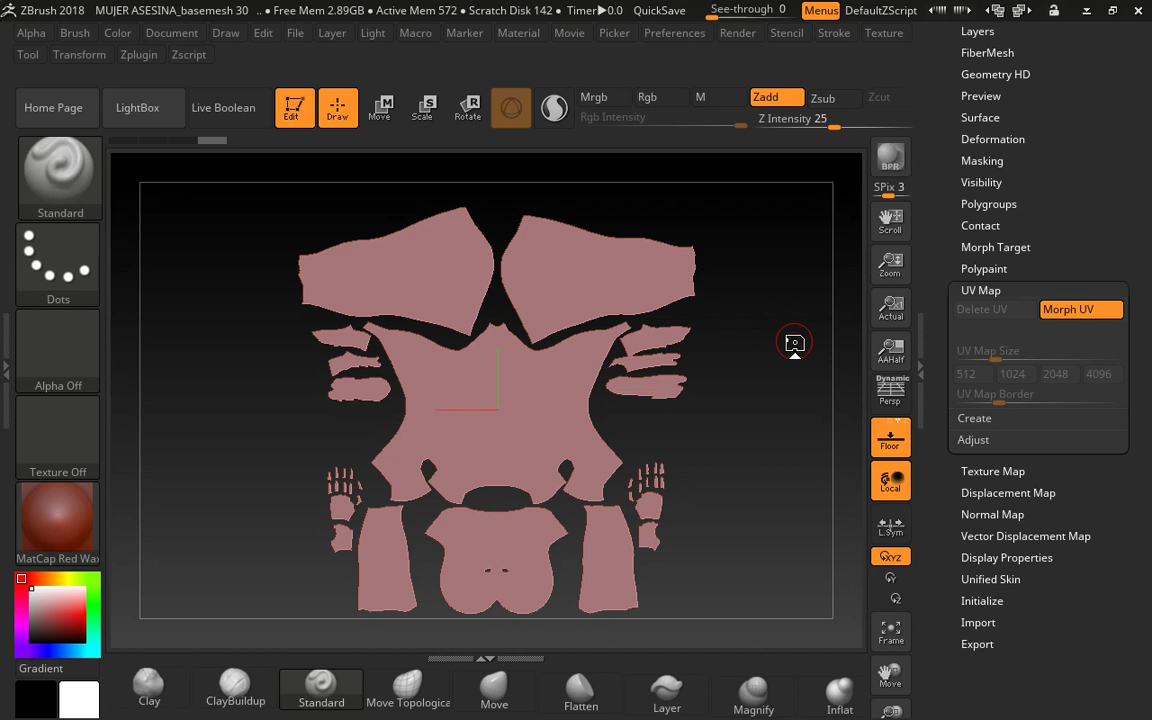 ZBrush 2018 MUJER ASESINA_basemesh 30 .. • Free Mem 2.89GB • Active Mem 572 • Scratch Disk 142 • Timer▶0.0 QuickSave See-through 0 Menus DefaultZScript
Alpha Brush Color Document Draw Edit File Layer Light Macro Marker Material Movie Picker Preferences Render Stencil Stroke Texture
Tool Transform Zplugin Zscript
Home Page LightBox Live Boolean Edit Draw Move Scale Rotate
Mrgb Rgb M Zadd Zsub Zcut
Rgb Intensity Z Intensity 25
Standard
Dots
Alpha Off
Texture Off
MatCap Red Wax
Gradient
BPR
SPix 3
Scroll
Zoom
Actual
AAHalf
Dynamic
Persp
Floor
Local
L.Sym
XYZ
Y
Z
Frame
Move
Layers
FiberMesh
Geometry HD
Preview
Surface
Deformation
Masking
Visibility
Polygroups
Contact
Morph Target
Polypaint
UV Map
Delete UV Morph UV
UV Map Size
512 1024 2048 4096
UV Map Border
Create
Adjust
Texture Map
Displacement Map
Normal Map
Vector Displacement Map
Display Properties
Unified Skin
Initialize
Import
Export
Clay ClayBuildup Standard Move Topologica Move Flatten Layer Magnify Inflat